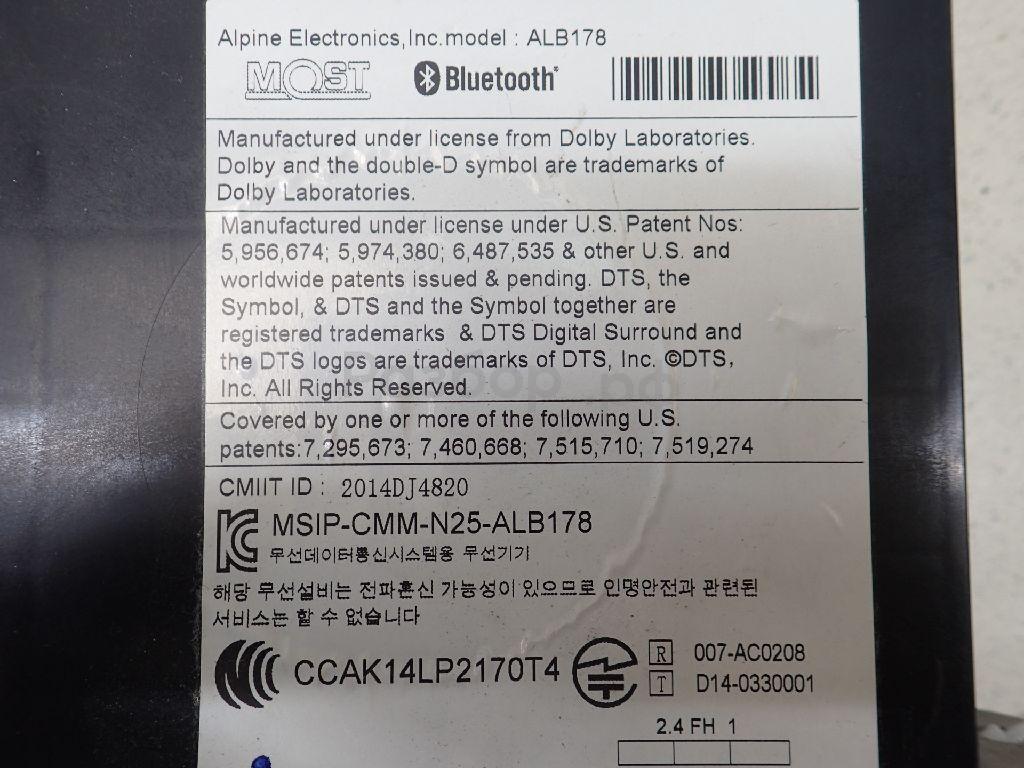 Alpine Electronics,Inc.model : ALB178
MOST Bluetooth®
Manufactured under license from Dolby Laboratories.
Dolby and the double-D symbol are trademarks of
Dolby Laboratories.
Manufactured under license under U.S. Patent Nos:
5,956,674; 5,974,380; 6,487,535 & other U.S. and
worldwide patents issued & pending. DTS, the
Symbol, & DTS and the Symbol together are
registered trademarks & DTS Digital Surround and
the DTS logos are trademarks of DTS, Inc. ©DTS,
Inc. All Rights Reserved.
Covered by one or more of the following U.S.
patents:7,295,673; 7,460,668; 7,515,710; 7,519,274
CMIIT ID : 2014DJ4820
MSIP-CMM-N25-ALB178
무선데이터통신시스템용 무선기기
해당 무선설비는 전파혼신 가능성이 있으므로 인명안전과 관련된
서비스는 할 수 없습니다
CCAK14LP2170T4
R 007-AC0208
T D14-0330001
2.4 FH 1